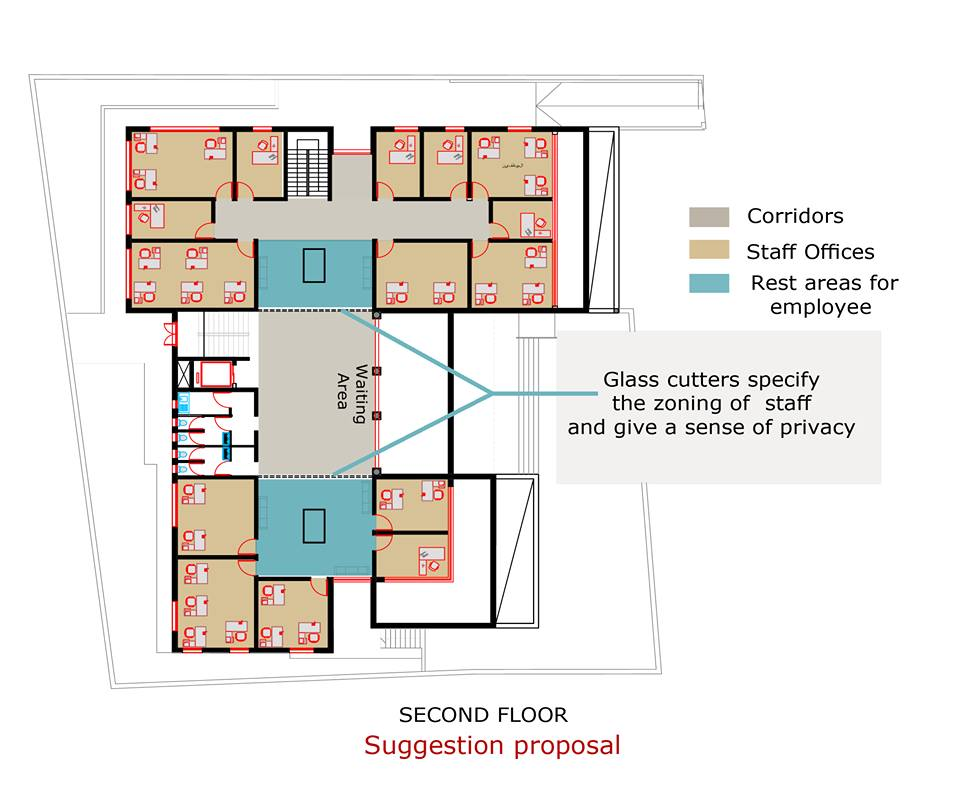 Corridors
Staff Offices
Rest areas for
employee
Waiting
Area
Glass cutters specify
the zoning of staff
and give a sense of privacy
SECOND FLOOR
Suggestion proposal